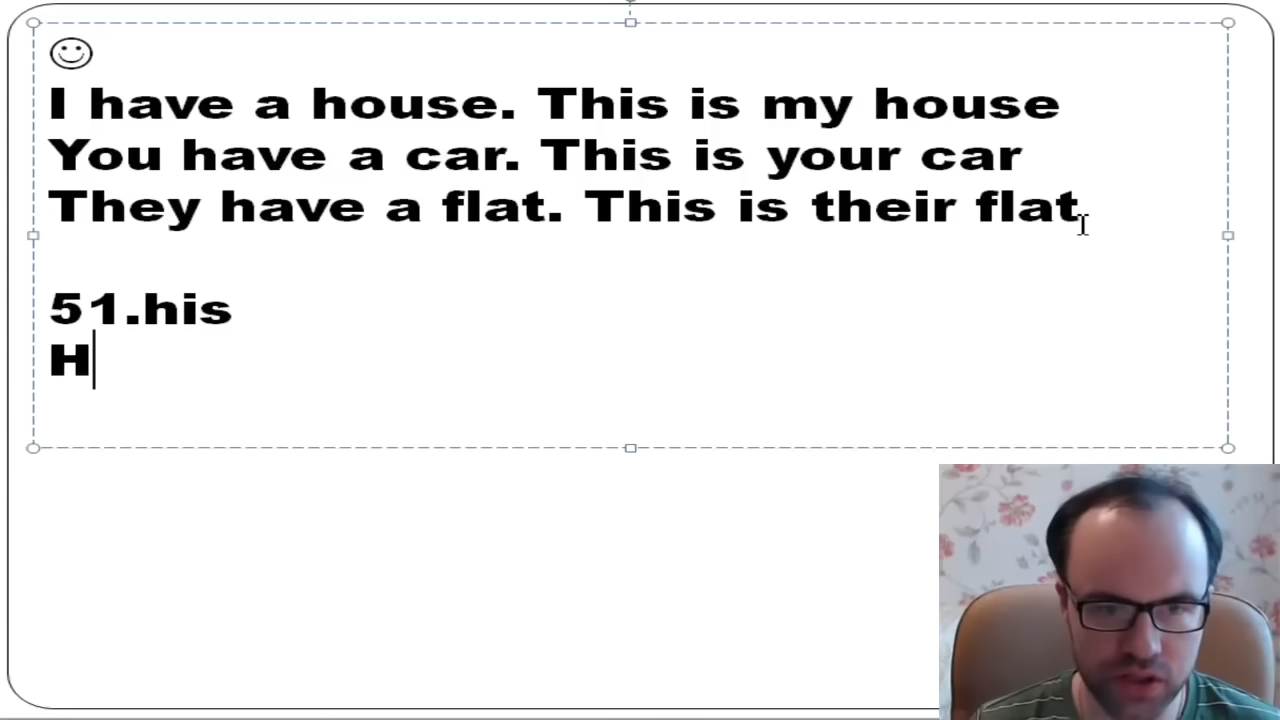 I have a house. This is my house
You have a car. This is your car
They have a flat. This is their flat
51.his
H